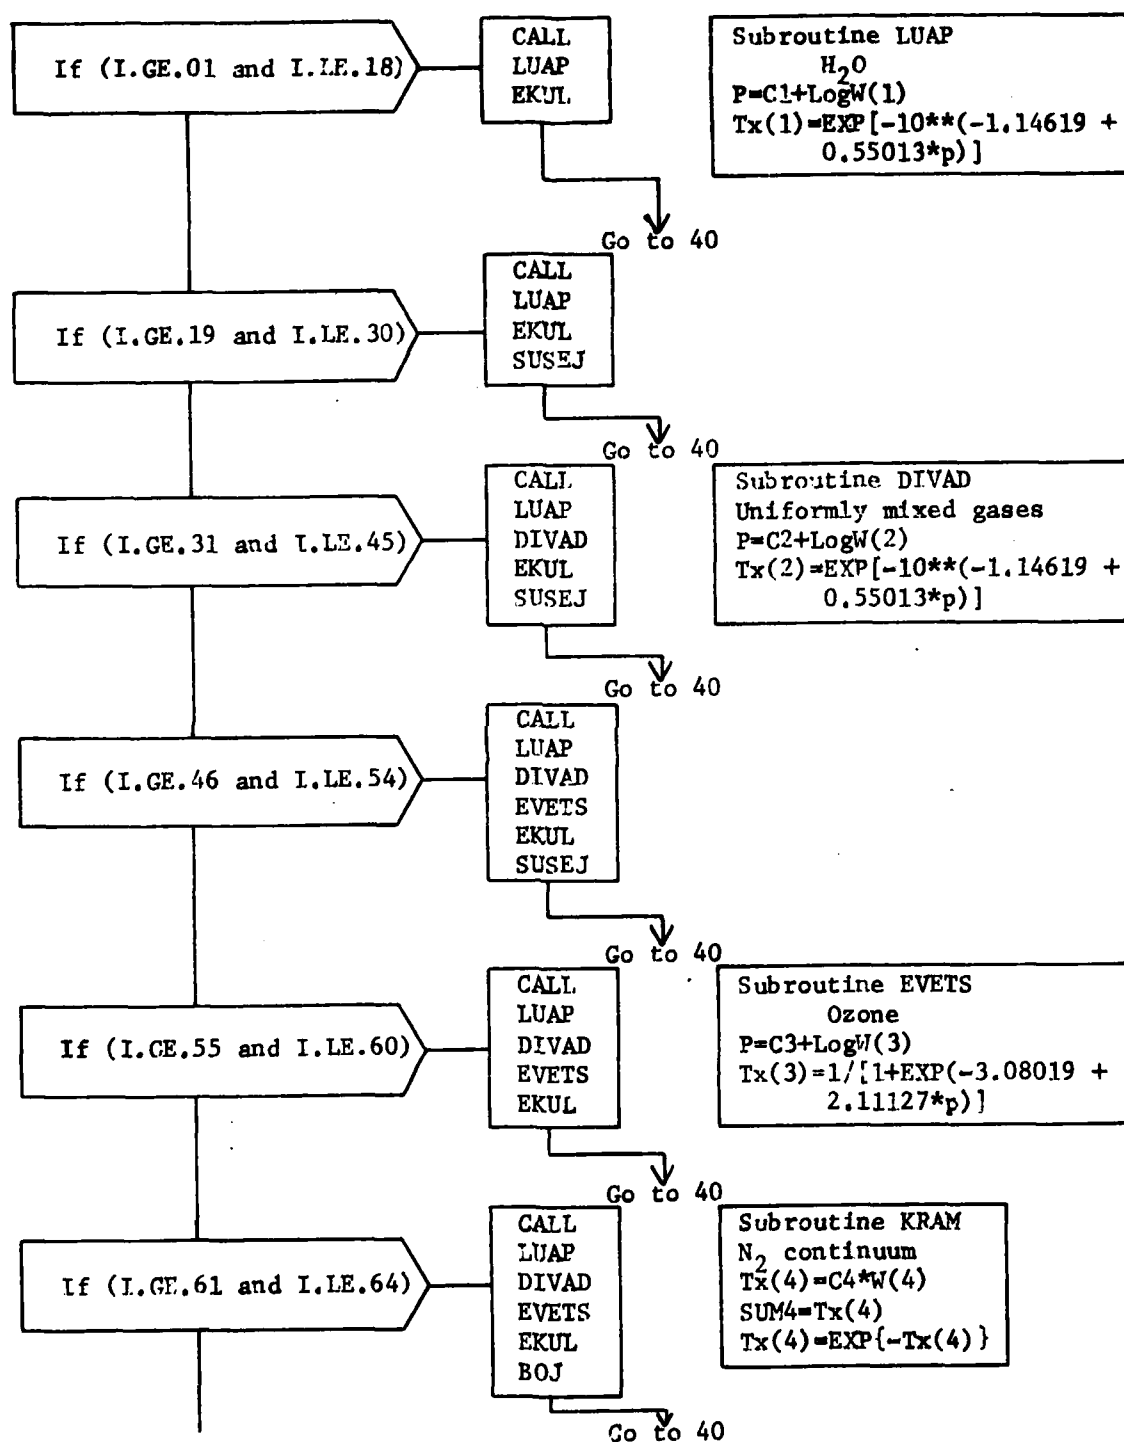 If (I.GE.01 and I.LE.18)
CALL
LUAP
EKUL
Subroutine LUAP
H2O
P=C1+LogW(1)
Tx(1)=EXP[-10**(-1.14619 +
0.55013*p)]
Go to 40
If (I.GE.19 and I.LE.30)
CALL
LUAP
EKUL
SUSEJ
Go to 40
If (I.GE.31 and I.LE.45)
CALL
LUAP
DIVAD
EKUL
SUSEJ
Subroutine DIVAD
Uniformly mixed gases
P=C2+LogW(2)
Tx(2)=EXP[-10**(-1.14619 +
0.55013*p)]
Go to 40
If (I.GE.46 and I.LE.54)
CALL
LUAP
DIVAD
EVETS
EKUL
SUSEJ
Go to 40
If (I.GE.55 and I.LE.60)
CALL
LUAP
DIVAD
EVETS
EKUL
Subroutine EVETS
Ozone
P=C3+LogW(3)
Tx(3)=1/[1+EXP(-3.08019 +
2.11127*p)]
Go to 40
If (I.GE.61 and I.LE.64)
CALL
LUAP
DIVAD
EVETS
EKUL
BOJ
Subroutine KRAM
N2 continuum
Tx(4)=C4*W(4)
SUM4=Tx(4)
Tx(4)=EXP{-Tx(4)}
Go to 40